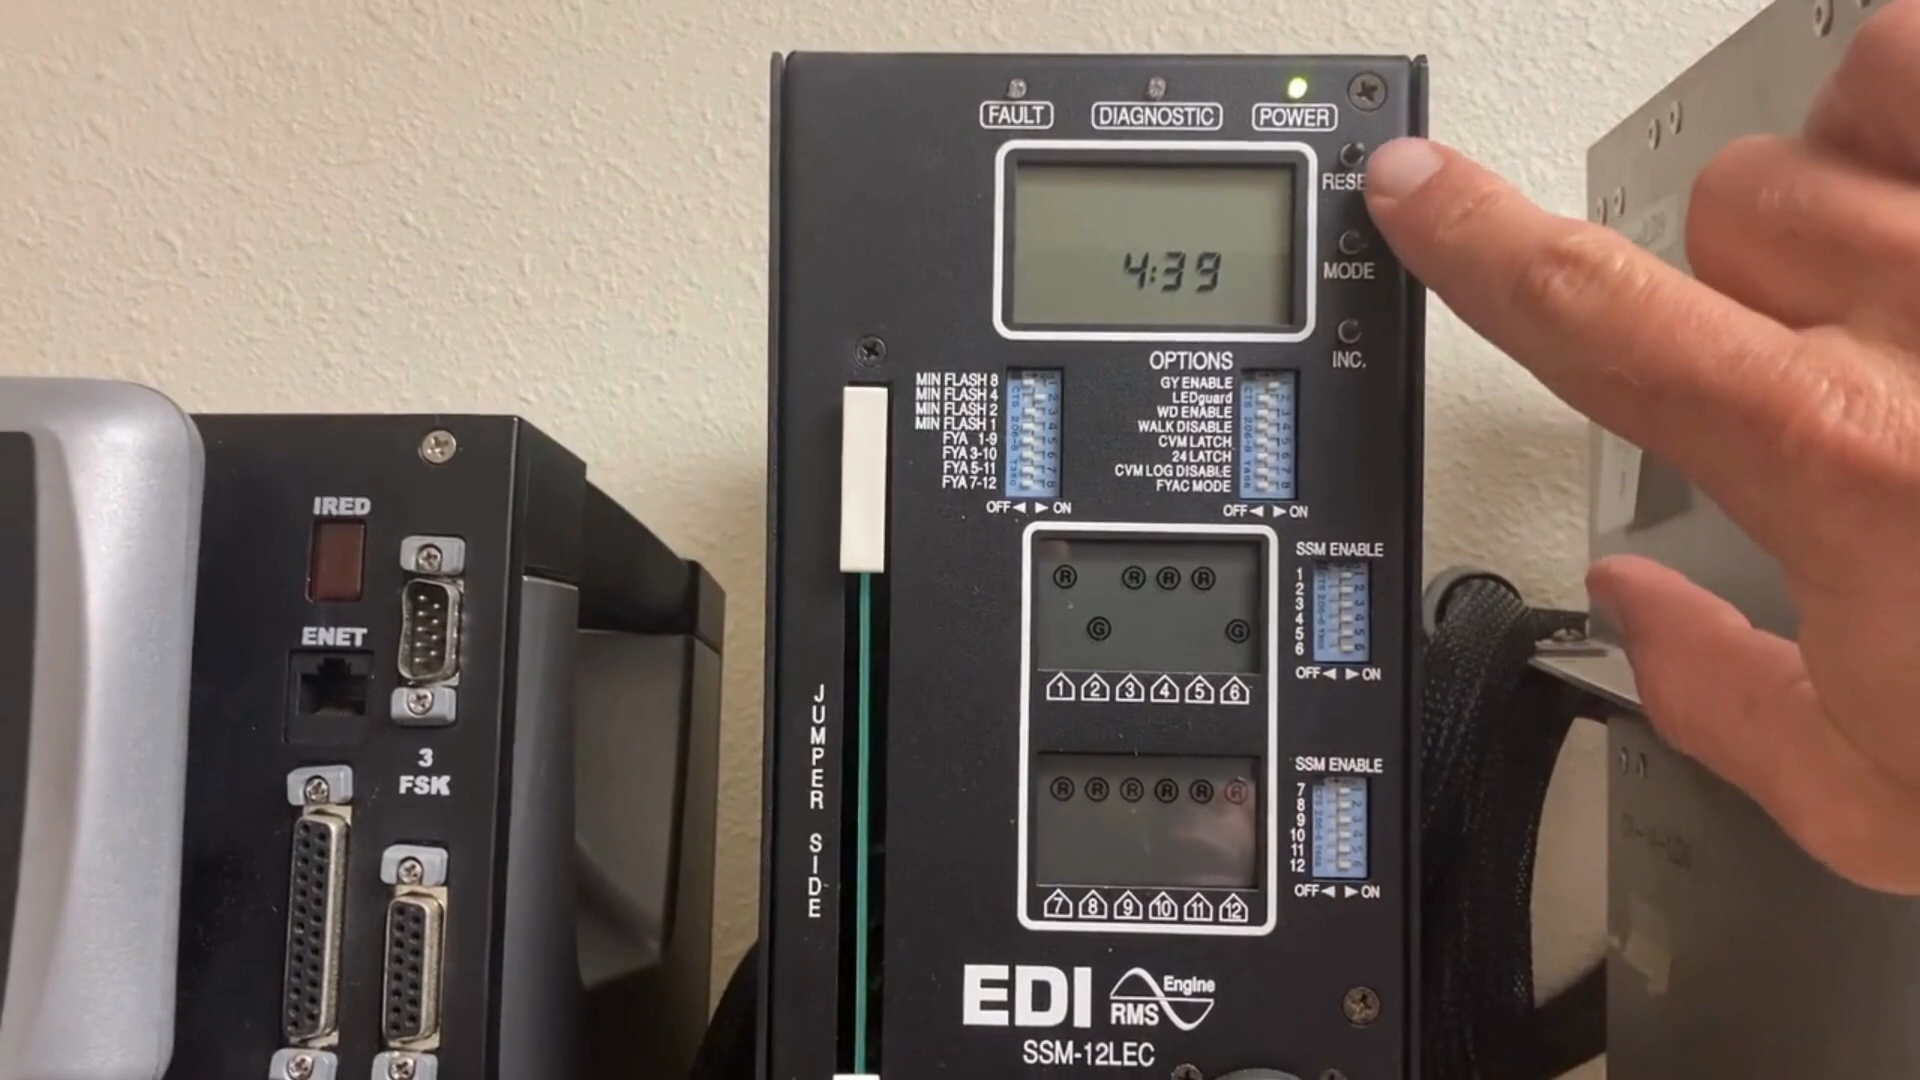 FAULT
DIAGNOSTIC
POWER
RESE
4:39
MODE
INC.
OPTIONS
MIN FLASH 8
MIN FLASH 4
MIN FLASH 2
MIN FLASH 1
FYA 1-9
FYA 3-10
FYA 5-11
FYA 7-12
OFF ◄ ► ON
GY ENABLE
LEDguard
WD ENABLE
WALK DISABLE
CVM LATCH
24 LATCH
CVM LOG DISABLE
FYAC MODE
OFF ◄ ► ON
IRED
ENET
3
FSK
JUMPER SIDE
R R R R
G G
1 2 3 4 5 6
SSM ENABLE
1
2
3
4
5
6
OFF ◄ ► ON
R R R R R R
7 8 9 10 11 12
SSM ENABLE
7
8
9
10
11
12
OFF ◄ ► ON
EDI
Engine
RMS
SSM-12LEC